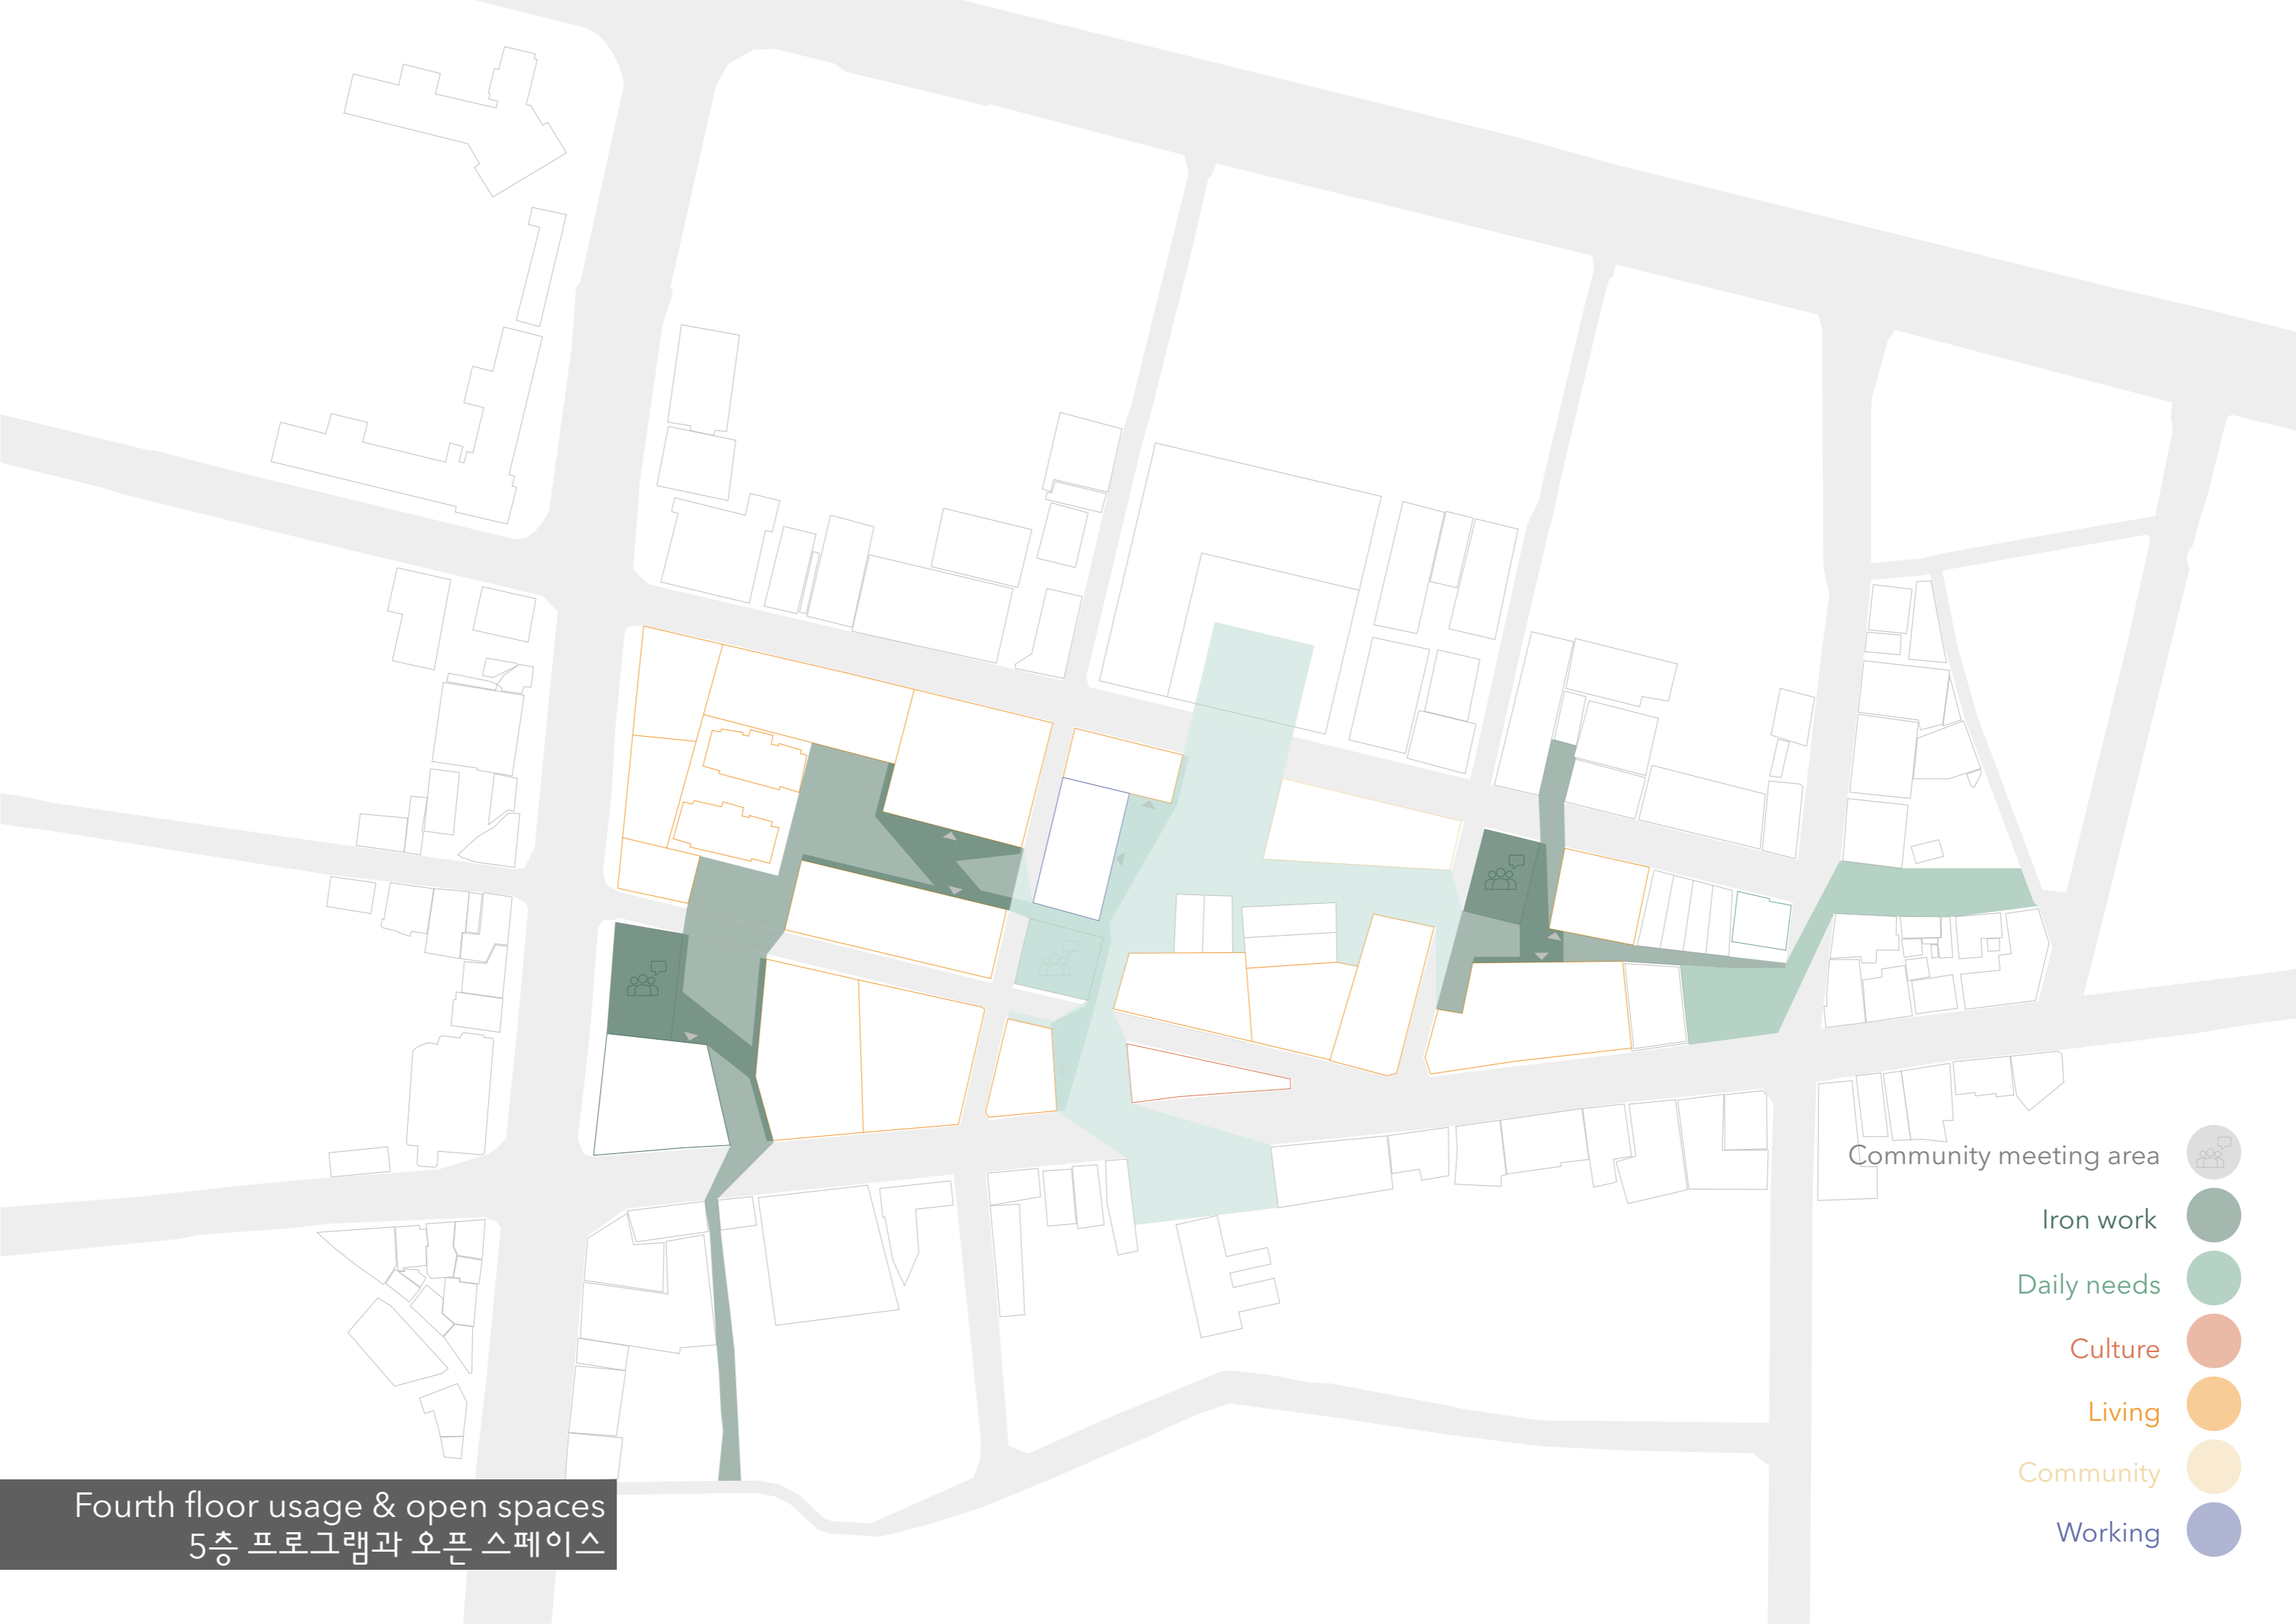 Community meeting area
Iron work
Daily needs
Culture
Living
Community
Working
Fourth floor usage & open spaces
5층 프로그램과 오픈 스페이스